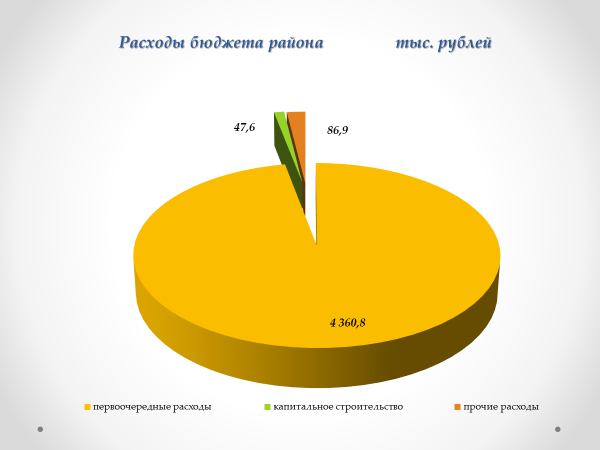 Расходы бюджета района тыс. рублей
47,6
86,9
4 360,8
первоочередные расходы капитальное строительство прочие расходы